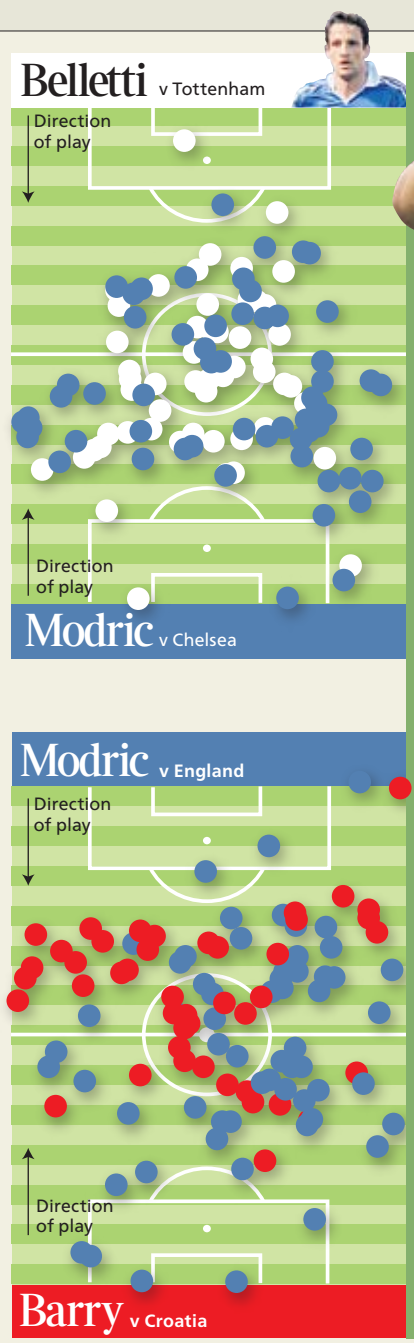 Belletti v Tottenham
Direction
of play
Direction
of play
Modric v Chelsea
Modric v England
Direction
of play
Direction
of play
Barry v Croatia